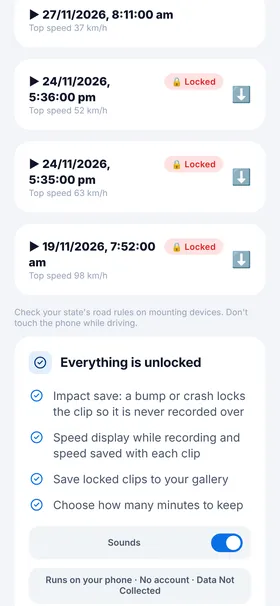 ▶ 27/11/2026, 8:11:00 am
Top speed 37 km/h
▶ 24/11/2026,
5:36:00 pm
🔒 Locked
Top speed 52 km/h
▶ 24/11/2026,
5:35:00 pm
🔒 Locked
Top speed 63 km/h
▶ 19/11/2026, 7:52:00
am
🔒 Locked
Top speed 98 km/h
Check your state's road rules on mounting devices. Don't
touch the phone while driving.
Everything is unlocked
Impact save: a bump or crash locks
the clip so it is never recorded over
Speed display while recording and
speed saved with each clip
Save locked clips to your gallery
Choose how many minutes to keep
Sounds
Runs on your phone · No account · Data Not
Collected